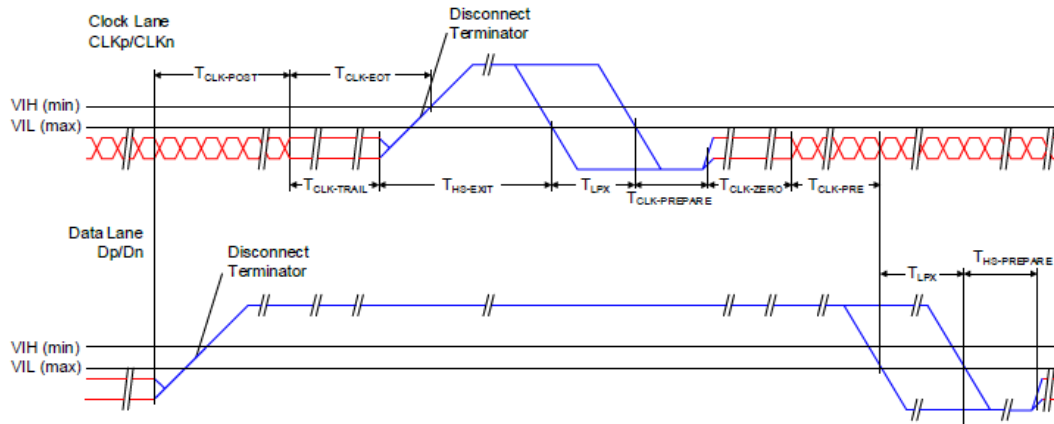 Disconnect
Terminator
Clock Lane
CLKp/CLKn
TCLK-POST
TCLK-EOT
VIH (min)
VIL (max)
TCLK-TRAIL
THS-EXIT
TLPX
TCLK-PREPARE
TCLK-ZERO
TCLK-PRE
Data Lane
Dp/Dn
Disconnect
Terminator
TLPX
THS-PREPARE
VIH (min)
VIL (max)